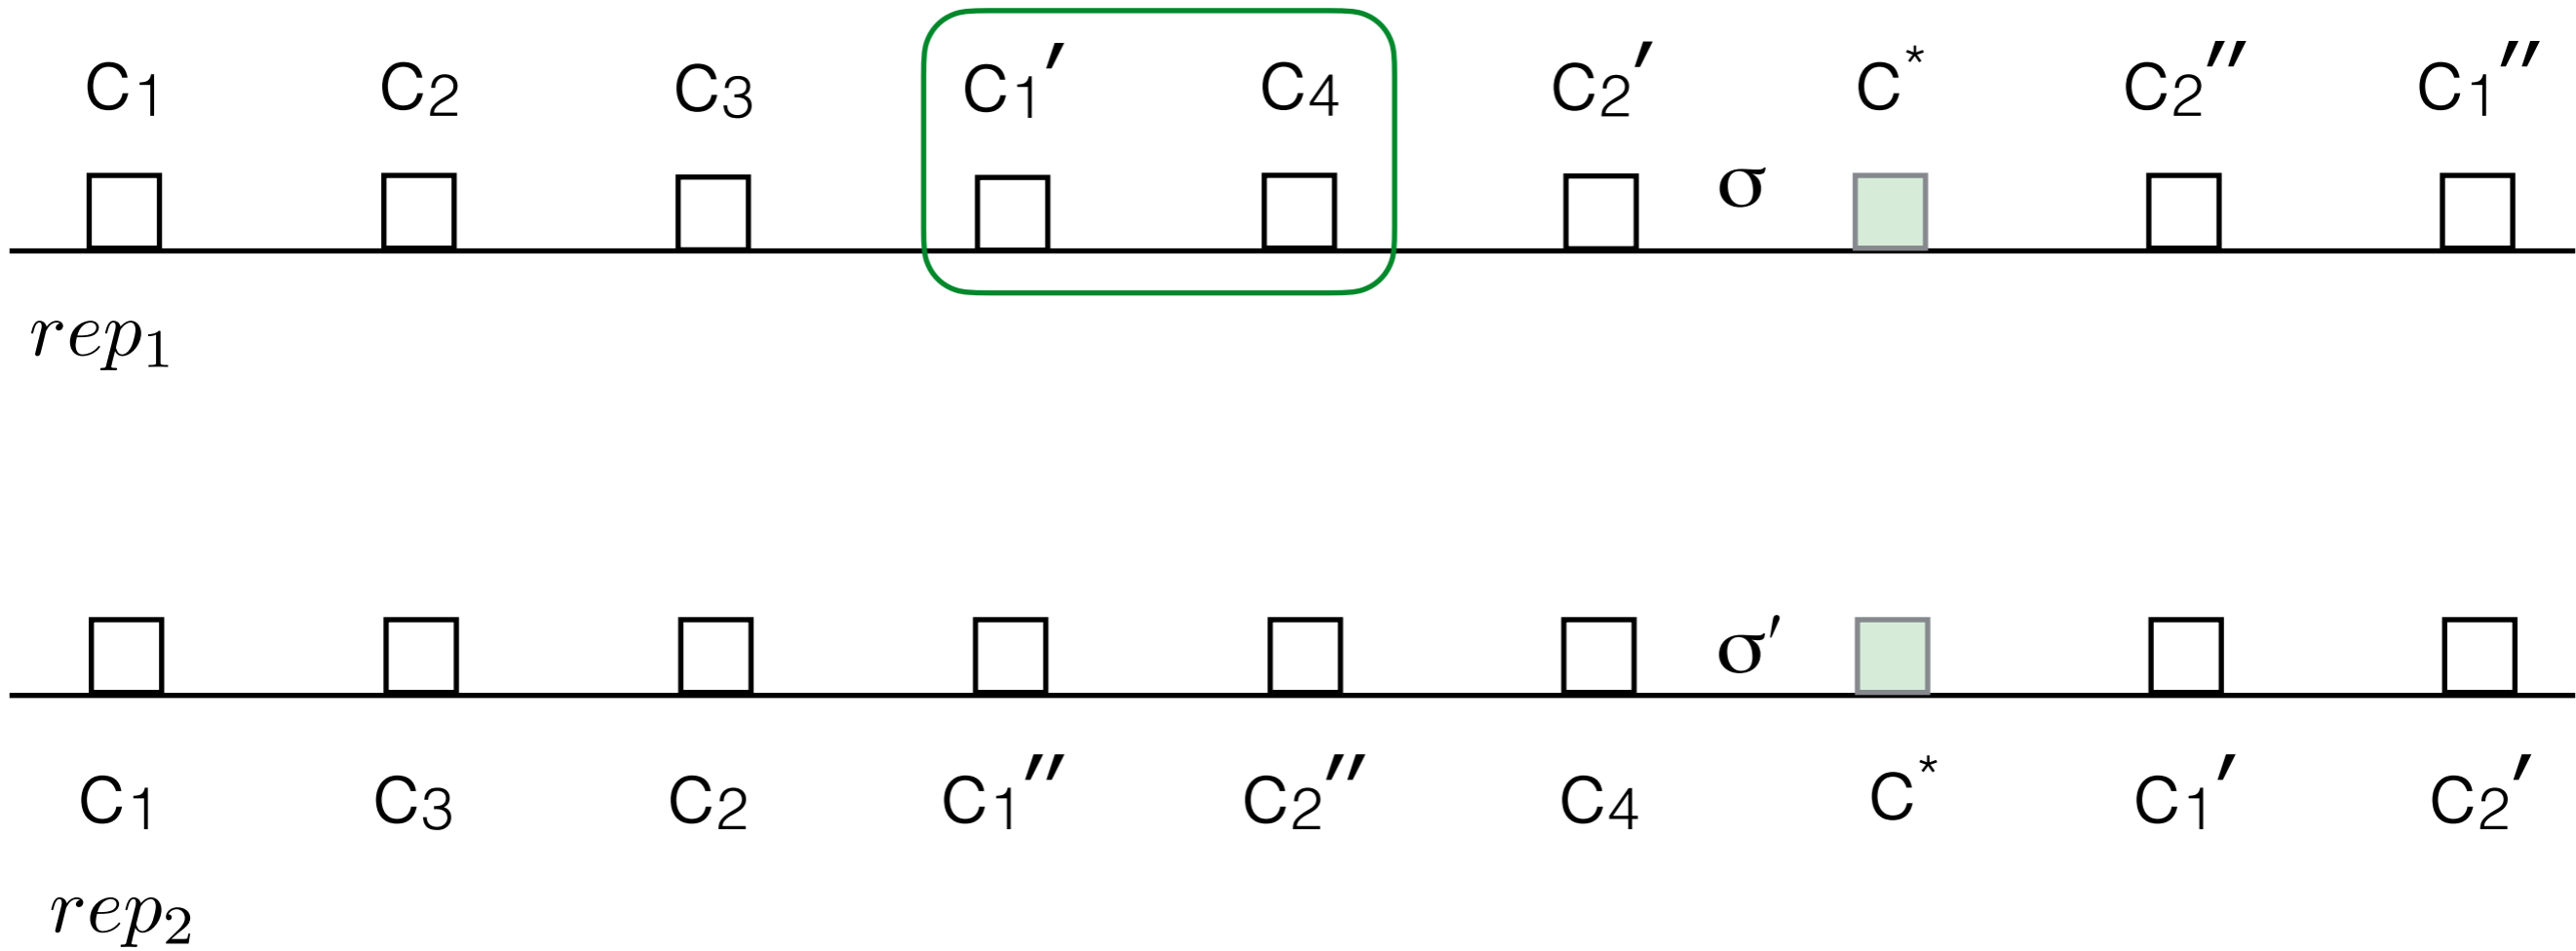 C₁ C₂ C₃ C₁′ C₄ C₂′ C* C₂″ C₁″
σ
rep₁
σ′
C₁ C₃ C₂ C₁″ C₂″ C₄ C* C₁′ C₂′
rep₂